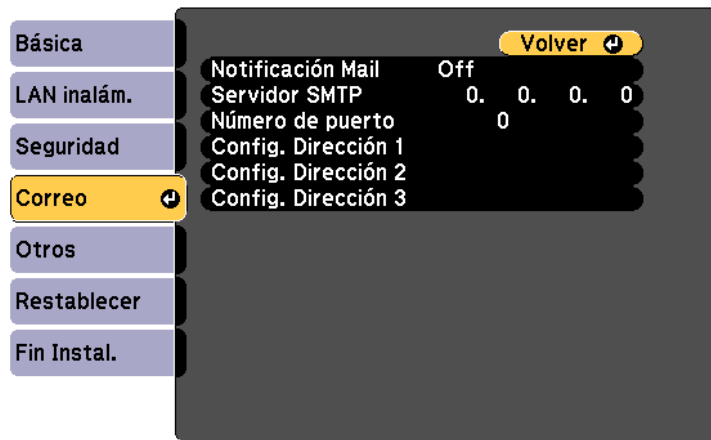 Básica
LAN inalám.
Seguridad
Correo
Otros
Restablecer
Fin Instal.
Volver
Notificación Mail Off
Servidor SMTP 0. 0. 0. 0
Número de puerto 0
Config. Dirección 1
Config. Dirección 2
Config. Dirección 3